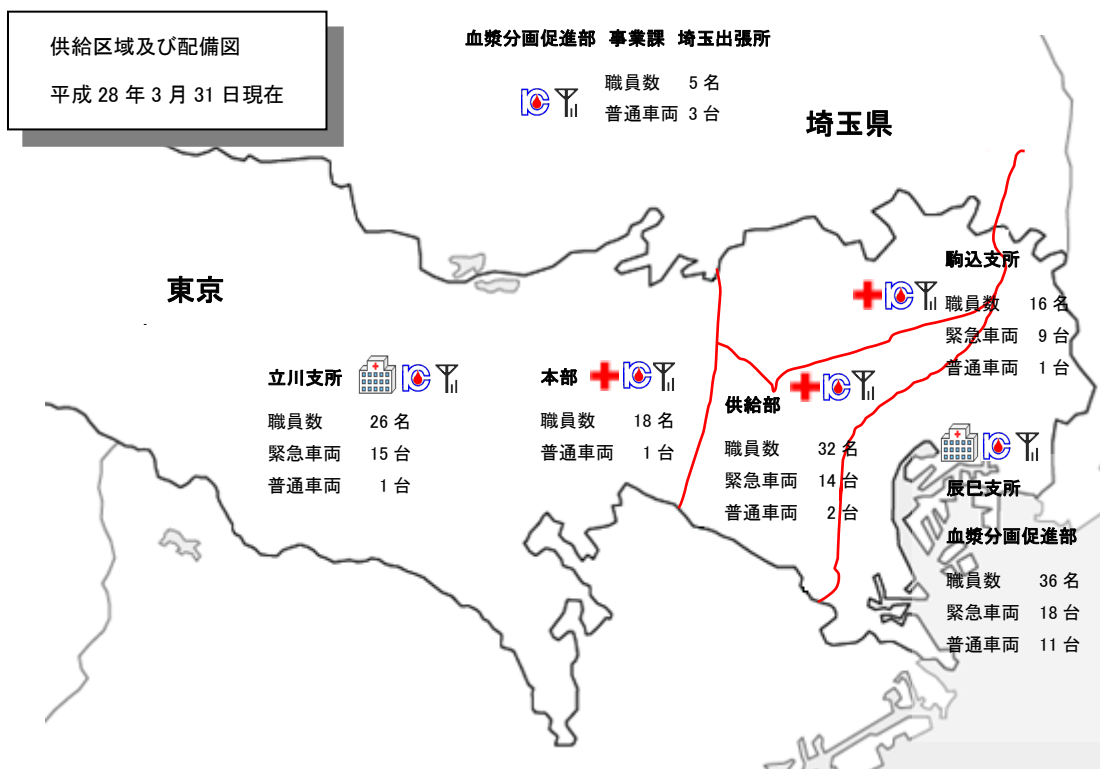 供給区域及び配備図
平成 28 年 3 月 31 日現在
血漿分画促進部 事業課 埼玉出張所
職員数 5 名
普通車両 3 台
埼玉県
東京
駒込支所
職員数 16 名
緊急車両 9 台
普通車両 1 台
立川支所
職員数 26 名
緊急車両 15 台
普通車両 1 台
本部
職員数 18 名
普通車両 1 台
供給部
職員数 32 名
緊急車両 14 台
普通車両 2 台
辰巳支所
血漿分画促進部
職員数 36 名
緊急車両 18 台
普通車両 11 台